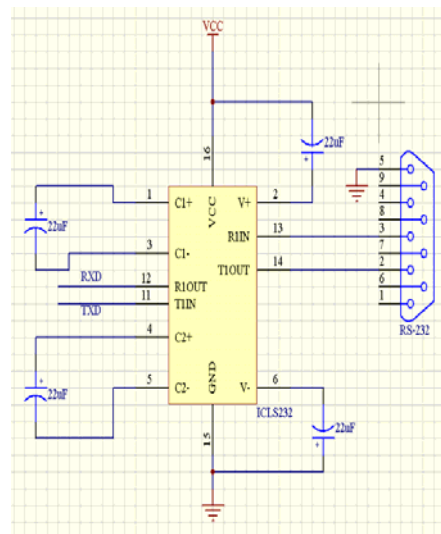 VCC
16
22uF
+
5
9
4
8
3
7
2
6
1
RS-232
1
C1+
VCC
V+
2
+
22uF
3
C1-
R1IN
13
T1OUT
14
RXD
12
R1OUT
TXD
11
T1IN
4
C2+
+
22uF
5
C2-
GND
V-
6
ICLS232
15
22uF
+